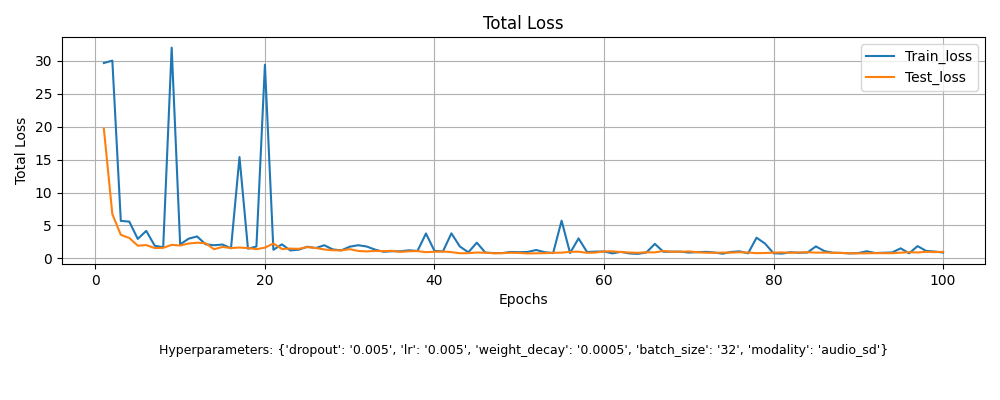 Total Loss
Train_loss
Test_loss
Total Loss
30
25
20
15
10
5
0
0 20 40 60 80 100
Epochs
Hyperparameters: {'dropout': '0.005', 'lr': '0.005', 'weight_decay': '0.0005', 'batch_size': '32', 'modality': 'audio_sd'}